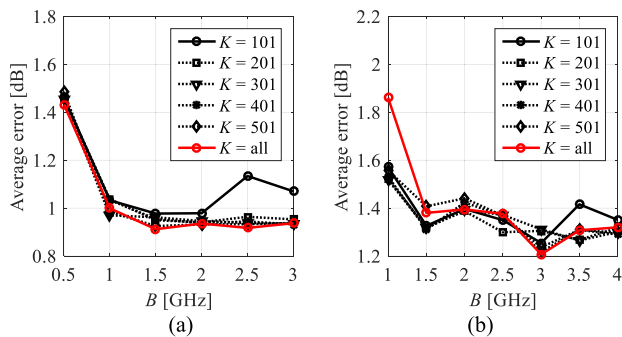 1.8
1.6
1.4
1.2
1
0.8
Average error [dB]
K = 101
K = 201
K = 301
K = 401
K = 501
K = all
0.5 1 1.5 2 2.5 3
B [GHz]
(a)
2.2
2
1.8
1.6
1.4
1.2
Average error [dB]
K = 101
K = 201
K = 301
K = 401
K = 501
K = all
1 1.5 2 2.5 3 3.5 4
B [GHz]
(b)